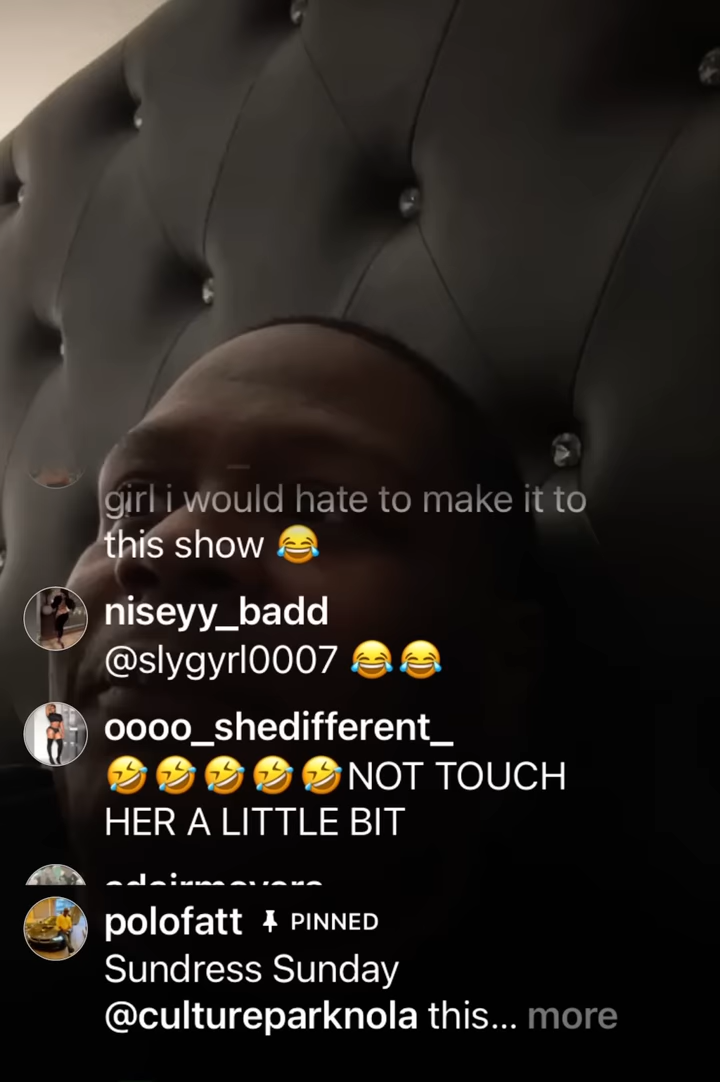 girl i would hate to make it to
this show 😂
niseyy_badd
@slygyrl0007 😂😂
oooo_shedifferent_
🤣🤣🤣🤣🤣NOT TOUCH
HER A LITTLE BIT
polofatt PINNED
Sundress Sunday
@cultureparknola this... more